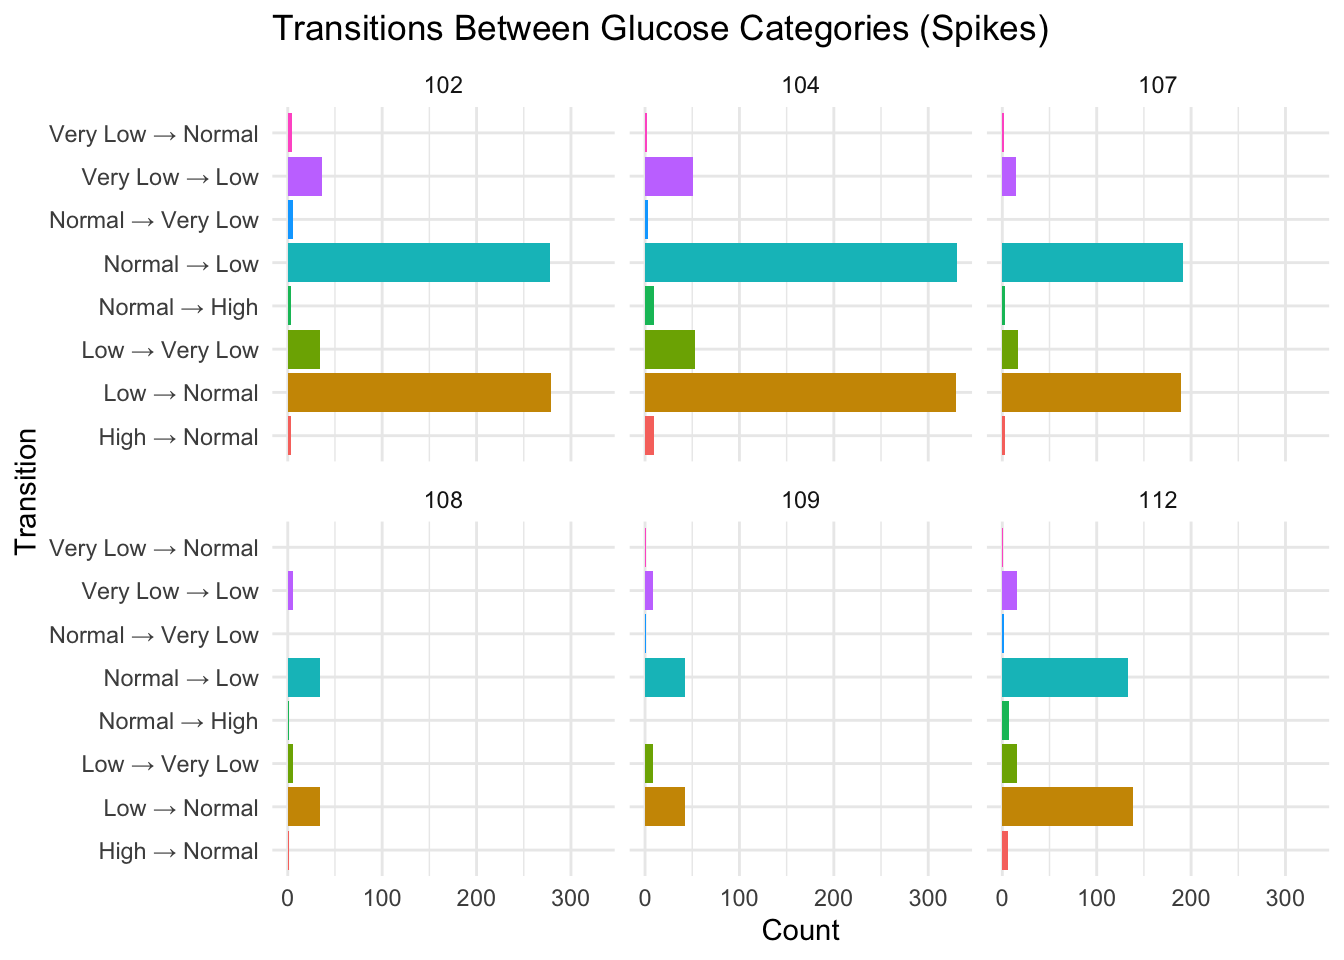 Transitions Between Glucose Categories (Spikes)
102
104
107
Very Low → Normal
Very Low → Low
Normal → Very Low
Normal → Low
Normal → High
Low → Very Low
Low → Normal
High → Normal
Transition
108
109
112
Very Low → Normal
Very Low → Low
Normal → Very Low
Normal → Low
Normal → High
Low → Very Low
Low → Normal
High → Normal
0 100 200 300
0 100 200 300
0 100 200 300
Count